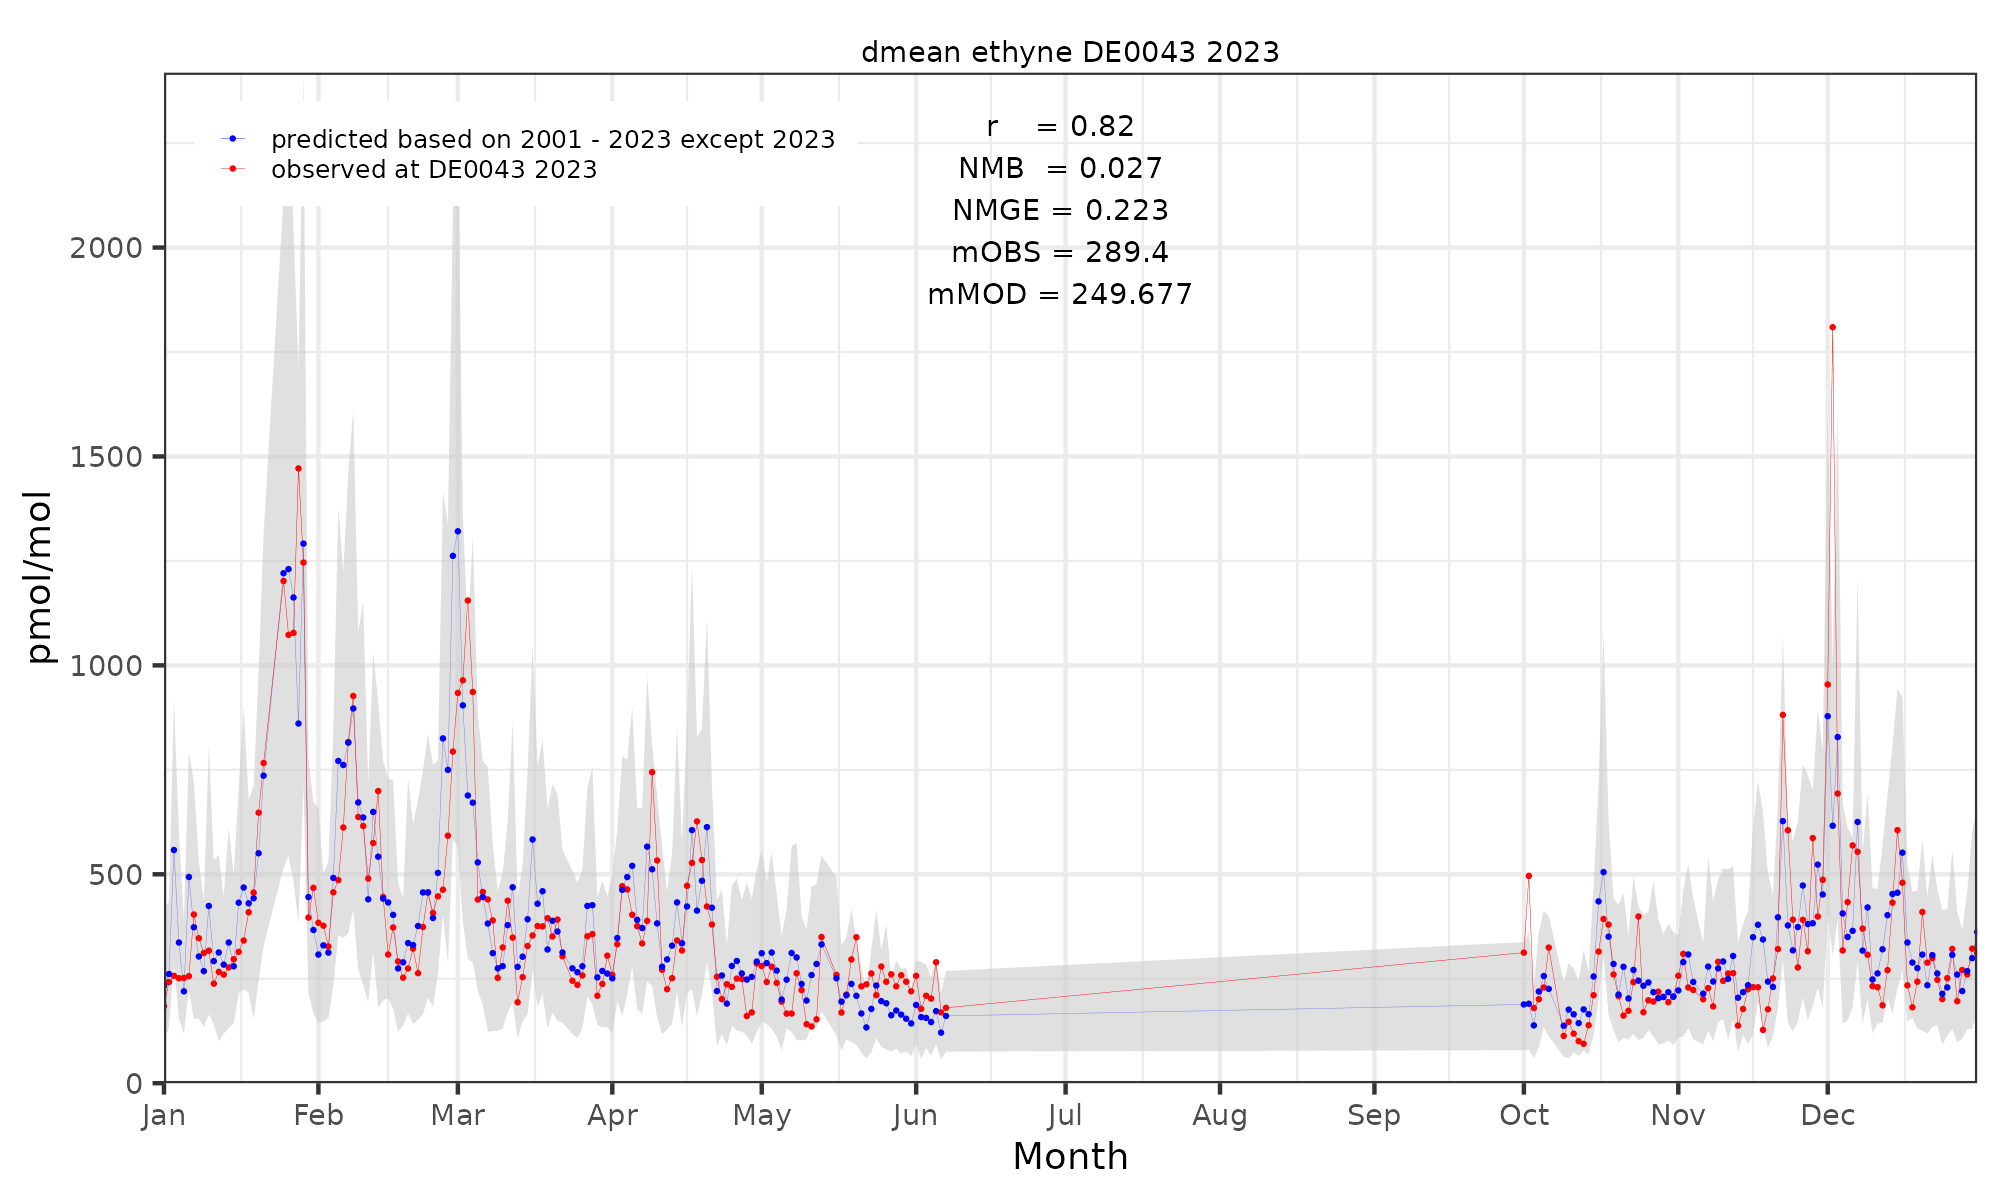 dmean ethyne DE0043 2023
predicted based on 2001 - 2023 except 2023
observed at DE0043 2023
r = 0.82
NMB = 0.027
NMGE = 0.223
mOBS = 289.4
mMOD = 249.677
pmol/mol
2000
1500
1000
500
0
Jan Feb Mar Apr May Jun Jul Aug Sep Oct Nov Dec
Month